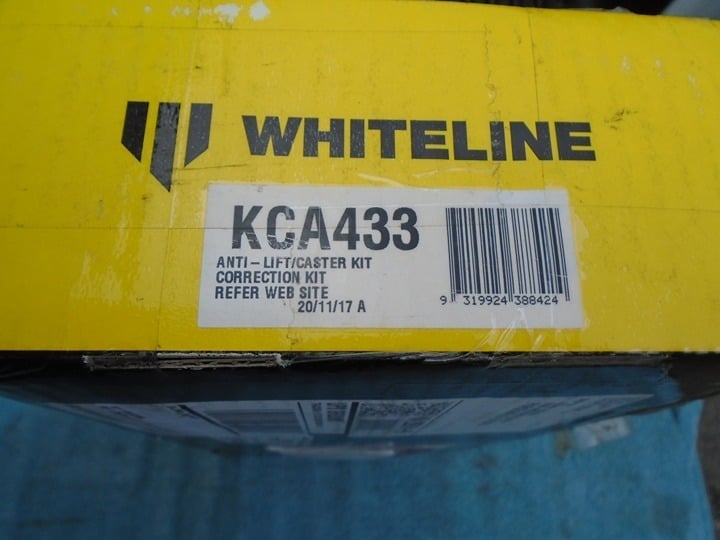 WHITELINE
KCA433
ANTI – LIFT/CASTER KIT
CORRECTION KIT
REFER WEB SITE
20/11/17 A
9 319924 388424